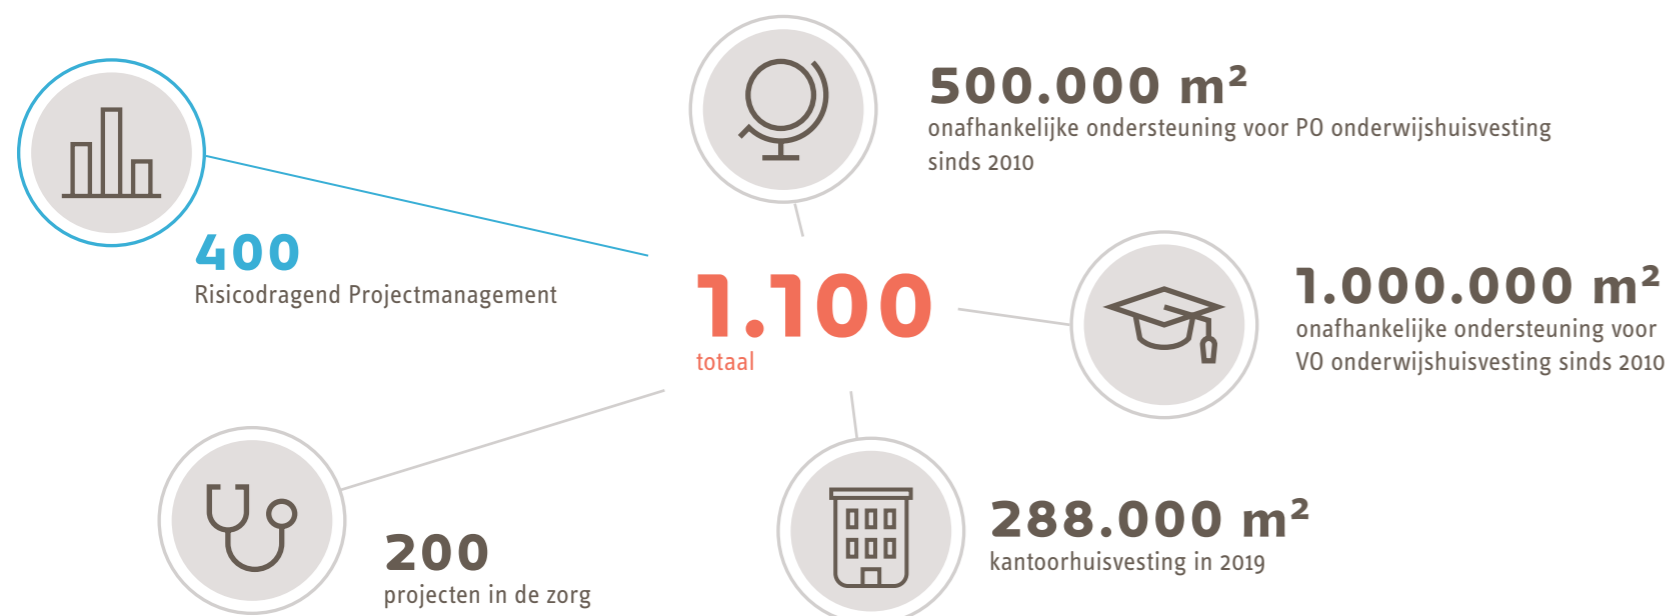 500.000 m²
onafhankelijke ondersteuning voor PO onderwijshuisvesting
sinds 2010
400
Risicodragend Projectmanagement
1.100
totaal
1.000.000 m²
onafhankelijke ondersteuning voor
VO onderwijshuisvesting sinds 2010
200
projecten in de zorg
288.000 m²
kantoorhuisvesting in 2019